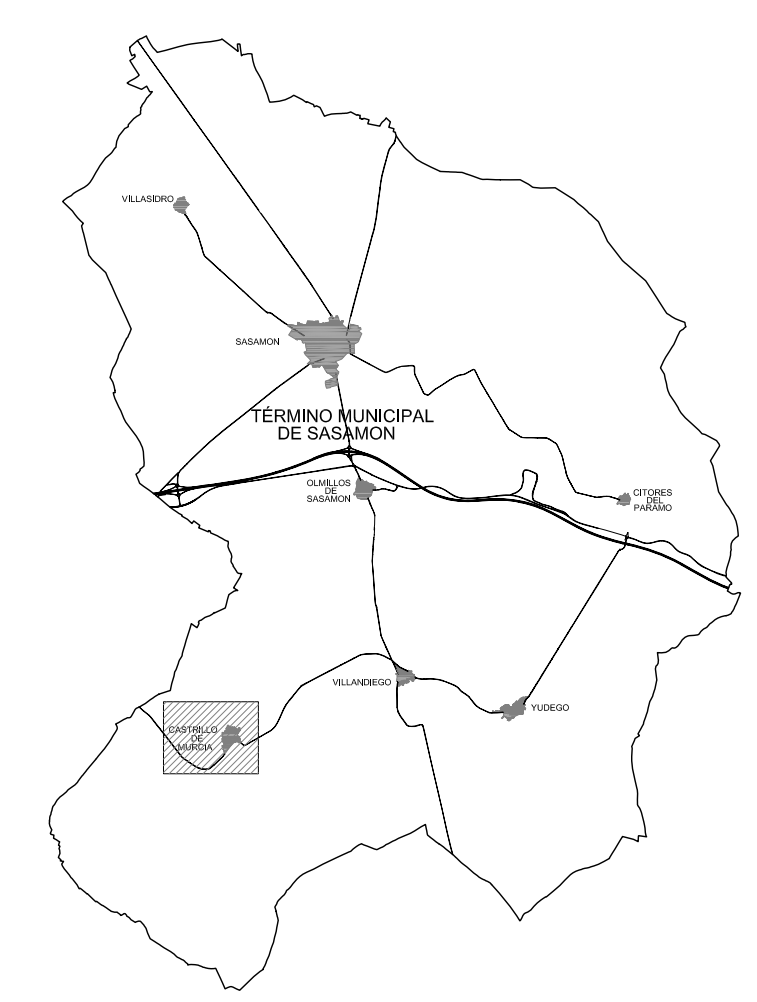 VILLASIDRO
SASAMON
TÉRMINO MUNICIPAL
DE SASAMON
OLMILLOS
DE
SASAMON
CITORES
DEL
PARAMO
VILLANDIEGO
YUDEGO
CASTRILLO
DE
MURCIA